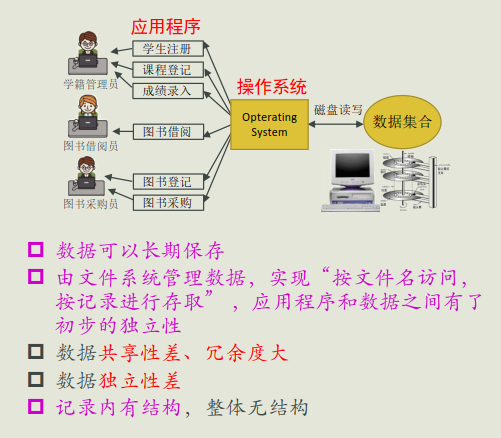 应用程序
学生注册
课程登记
学籍管理员
成绩录入
操作系统
Opterating
System
磁盘读写
数据集合
图书借阅
图书借阅员
图书登记
图书采购员
图书采购
数据可以长期保存
由文件系统管理数据，实现“按文件名访问，
按记录进行存取”，应用程序和数据之间有了
初步的独立性
数据共享性差、冗余度大
数据独立性差
记录内有结构，整体无结构